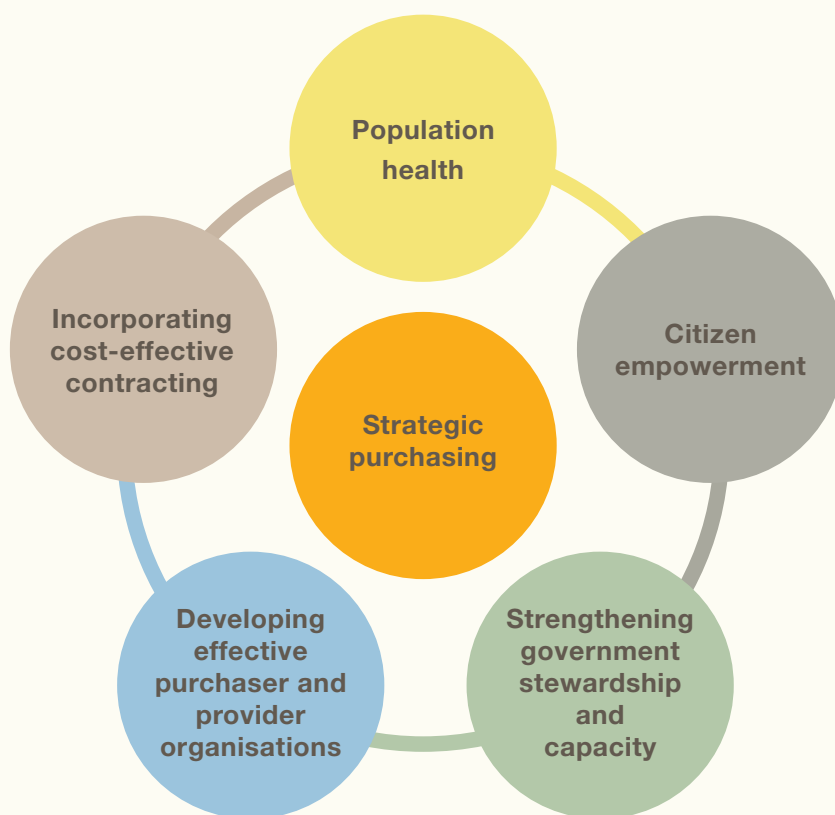 Population
health
Citizen
empowerment
Strengthening
government
stewardship
and
capacity
Developing
effective
purchaser and
provider
organisations
Incorporating
cost-effective
contracting
Strategic
purchasing